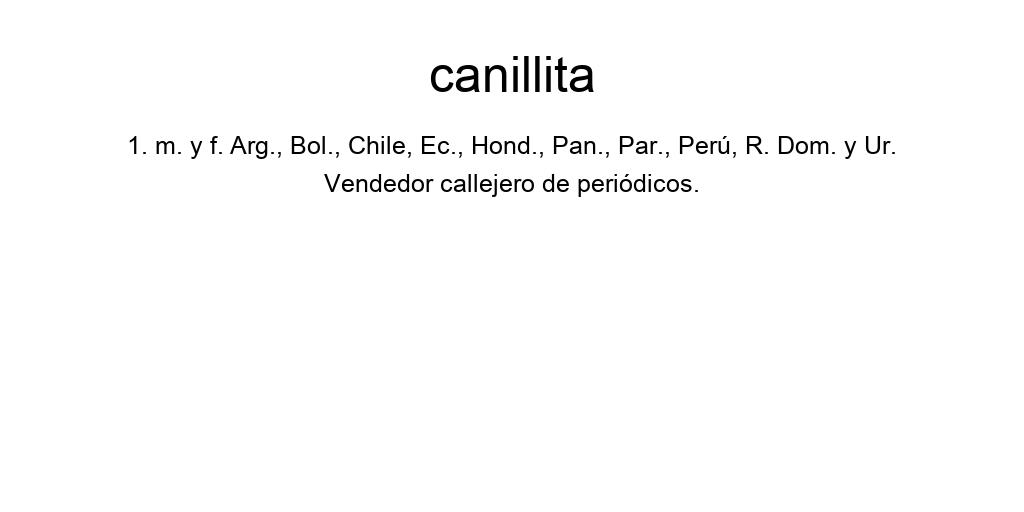 canillita
1. m. y f. Arg., Bol., Chile, Ec., Hond., Pan., Par., Perú, R. Dom. y Ur.
Vendedor callejero de periódicos.